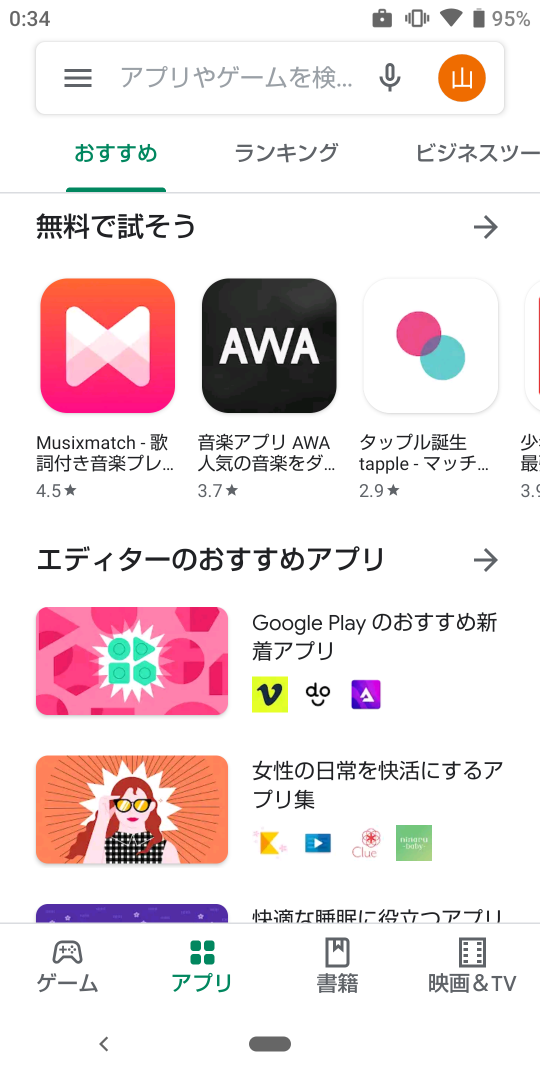 0:34
95%
アプリやゲームを検...
山
おすすめ
ランキング
ビジネスツー
無料で試そう
AWA
Musixmatch - 歌
詞付き音楽プレ...
4.5★
音楽アプリ AWA
人気の音楽をダ...
3.7★
タップル誕生
tapple - マッチ...
2.9★
少
最
3.9
エディターのおすすめアプリ
Google Play のおすすめ新
着アプリ
do
女性の日常を快活にするア
プリ集
Clue
ninaru
-baby-
快適な睡眠に役立つアプリ
ゲーム
アプリ
書籍
映画＆TV